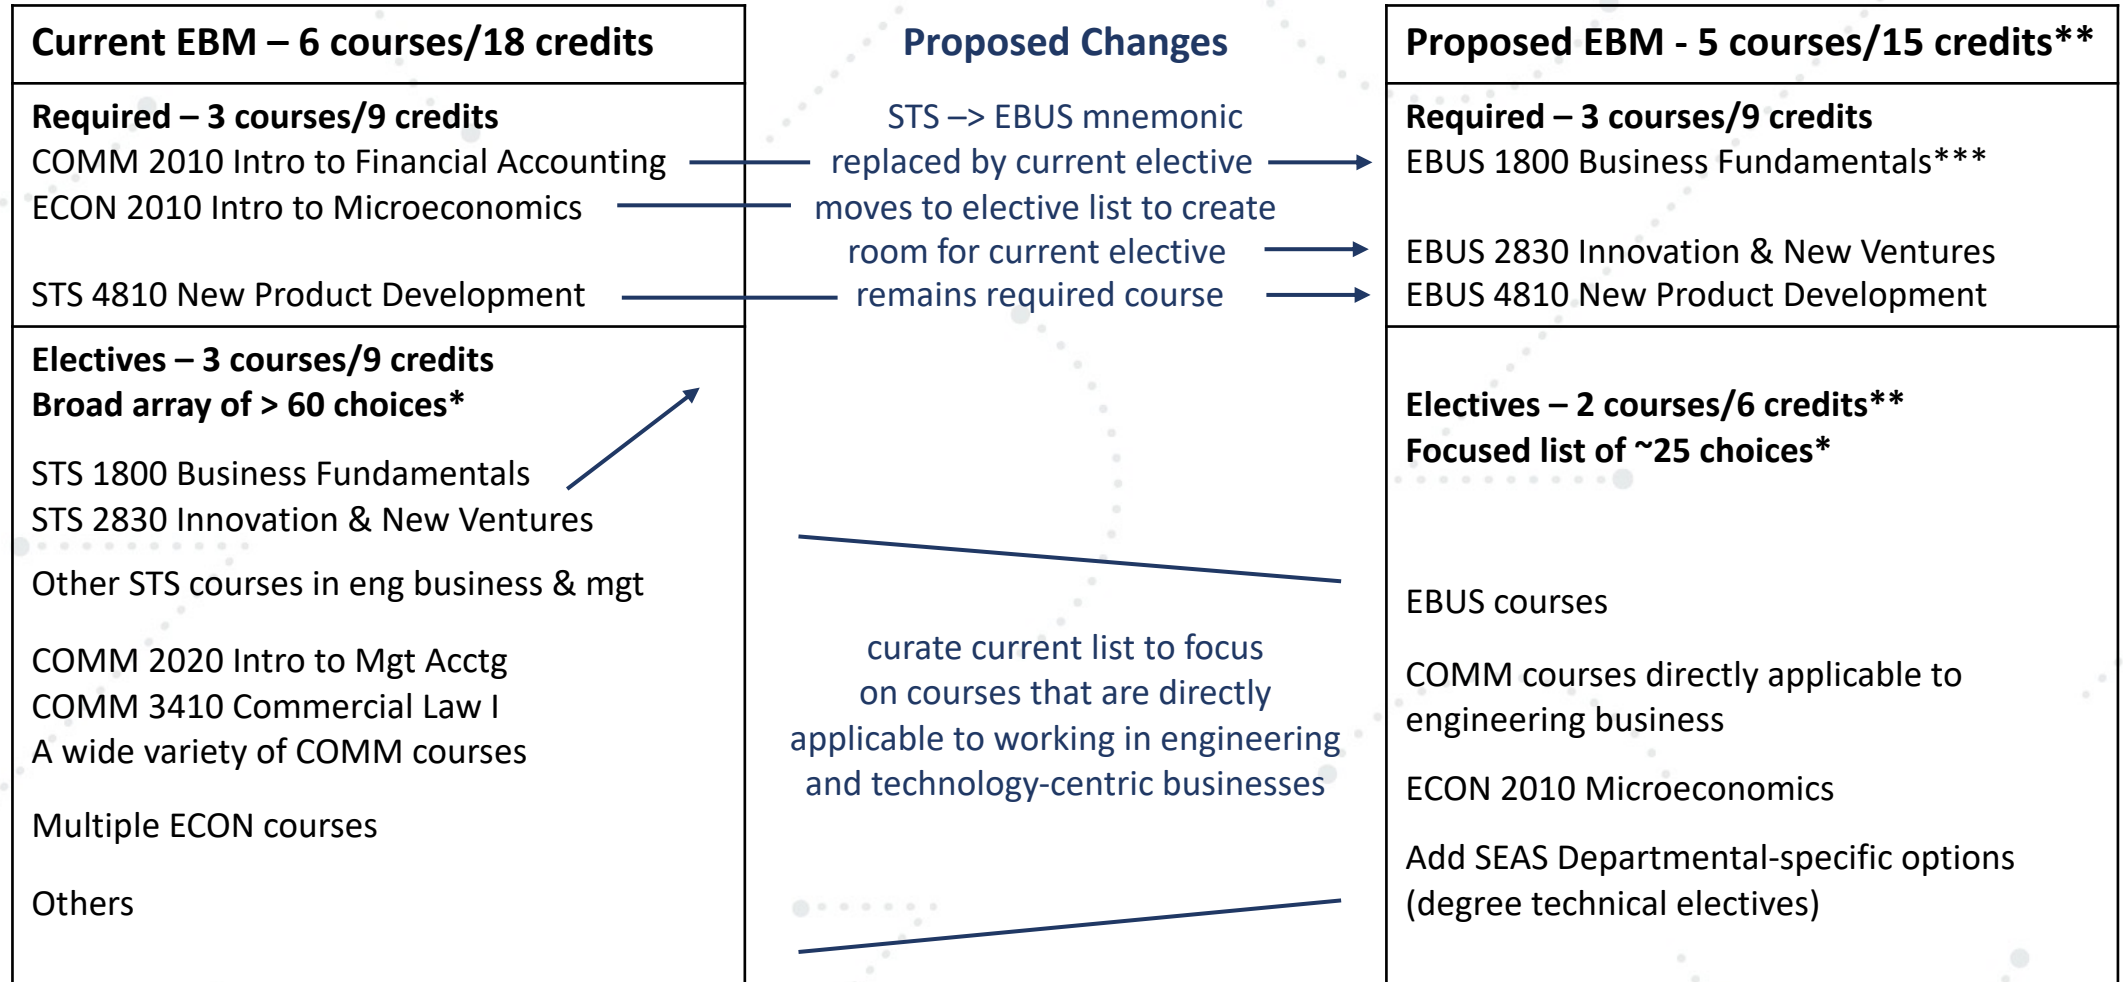 Current EBM – 6 courses/18 credits
Required – 3 courses/9 credits
COMM 2010 Intro to Financial Accounting
ECON 2010 Intro to Microeconomics
STS 4810 New Product Development
Electives – 3 courses/9 credits
Broad array of > 60 choices*
STS 1800 Business Fundamentals
STS 2830 Innovation & New Ventures
Other STS courses in eng business & mgt
COMM 2020 Intro to Mgt Acctg
COMM 3410 Commercial Law I
A wide variety of COMM courses
Multiple ECON courses
Others
Proposed Changes
STS –> EBUS mnemonic
replaced by current elective
moves to elective list to create
room for current elective
remains required course
curate current list to focus
on courses that are directly
applicable to working in engineering
and technology-centric businesses
Proposed EBM - 5 courses/15 credits**
Required – 3 courses/9 credits
EBUS 1800 Business Fundamentals***
EBUS 2830 Innovation & New Ventures
EBUS 4810 New Product Development
Electives – 2 courses/6 credits**
Focused list of ~25 choices*
EBUS courses
COMM courses directly applicable to
engineering business
ECON 2010 Microeconomics
Add SEAS Departmental-specific options
(degree technical electives)